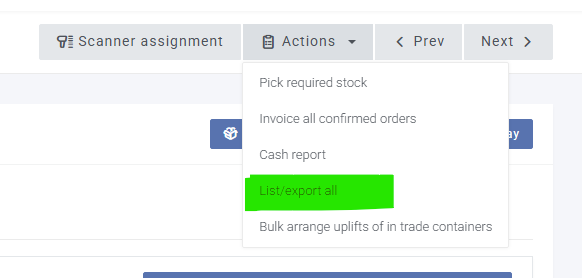 Scanner assignment
Actions
Prev
Next
Pick required stock
Invoice all confirmed orders
Cash report
List/export all
Bulk arrange uplifts of in trade containers